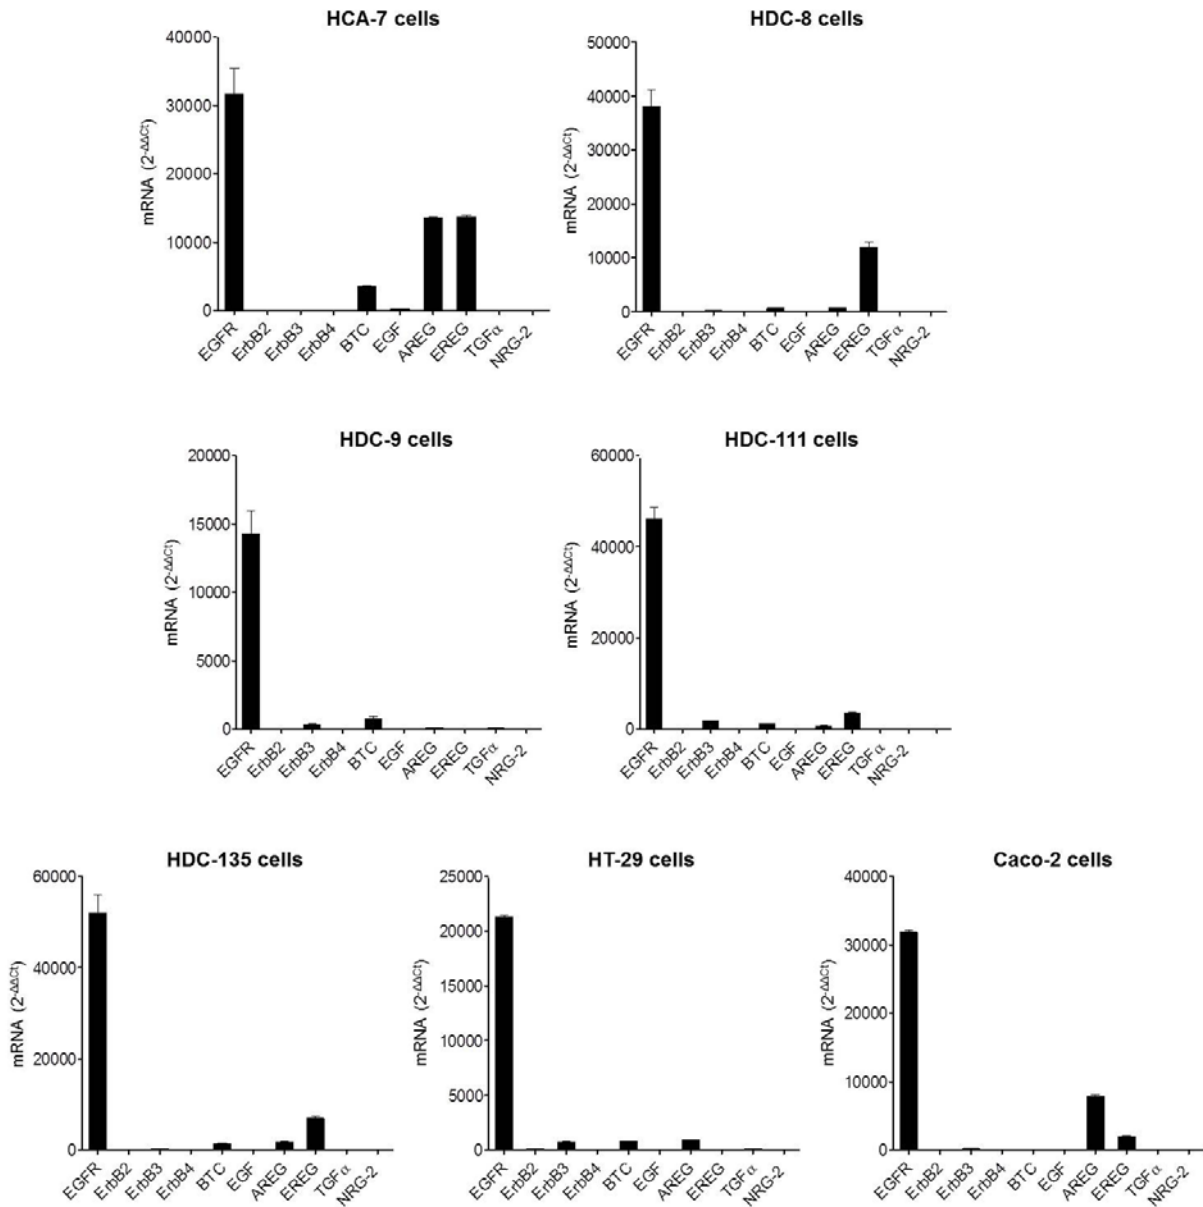 HCA-7 cells
mRNA (2-ΔΔCt)
40000
30000
20000
10000
0
EGFR
ErbB2
ErbB3
ErbB4
BTC
EGF
AREG
EREG
TGFα
NRG-2
HDC-8 cells
mRNA (2-ΔΔCt)
50000
40000
30000
20000
10000
0
EGFR
ErbB2
ErbB3
ErbB4
BTC
EGF
AREG
EREG
TGFα
NRG-2
HDC-9 cells
mRNA (2-ΔΔCt)
20000
15000
10000
5000
0
EGFR
ErbB2
ErbB3
ErbB4
BTC
EGF
AREG
EREG
TGFα
NRG-2
HDC-111 cells
mRNA (2-ΔΔCt)
60000
40000
20000
0
EGFR
ErbB2
ErbB3
ErbB4
BTC
EGF
AREG
EREG
TGFα
NRG-2
HDC-135 cells
mRNA (2-ΔΔCt)
60000
40000
20000
0
EGFR
ErbB2
ErbB3
ErbB4
BTC
EGF
AREG
EREG
TGFα
NRG-2
HT-29 cells
mRNA (2-ΔΔCt)
25000
20000
15000
10000
5000
0
EGFR
ErbB2
ErbB3
ErbB4
BTC
EGF
AREG
EREG
TGFα
NRG-2
Caco-2 cells
mRNA (2-ΔΔCt)
40000
30000
20000
10000
0
EGFR
ErbB2
ErbB3
ErbB4
BTC
EGF
AREG
EREG
TGFα
NRG-2